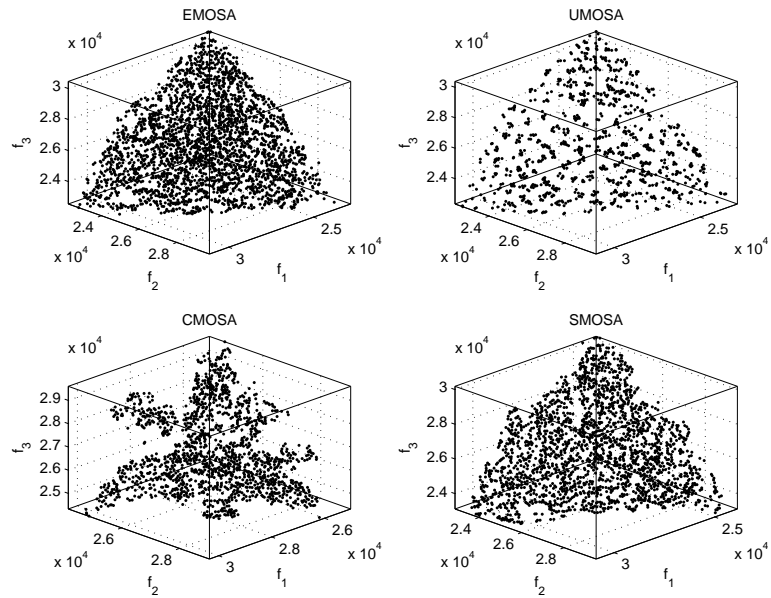 EMOSA
x 10^4
3
2.8
2.6
2.4
f_3
2.4
2.6
2.8
x 10^4
f_2
3
2.5
x 10^4
f_1
UMOSA
x 10^4
3
2.8
2.6
2.4
f_3
2.4
2.6
2.8
x 10^4
f_2
3
2.5
x 10^4
f_1
CMOSA
x 10^4
2.9
2.8
2.7
2.6
2.5
f_3
2.6
2.8
x 10^4
f_2
3
2.8
2.6
x 10^4
f_1
SMOSA
x 10^4
3
2.8
2.6
2.4
f_3
2.4
2.6
2.8
x 10^4
f_2
3
2.5
x 10^4
f_1